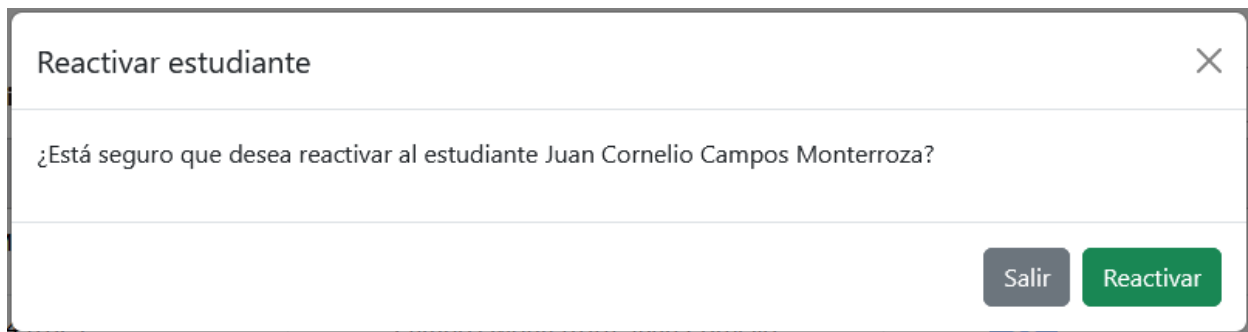 Reactivar estudiante
¿Está seguro que desea reactivar al estudiante Juan Cornelio Campos Monterroza?
Salir
Reactivar